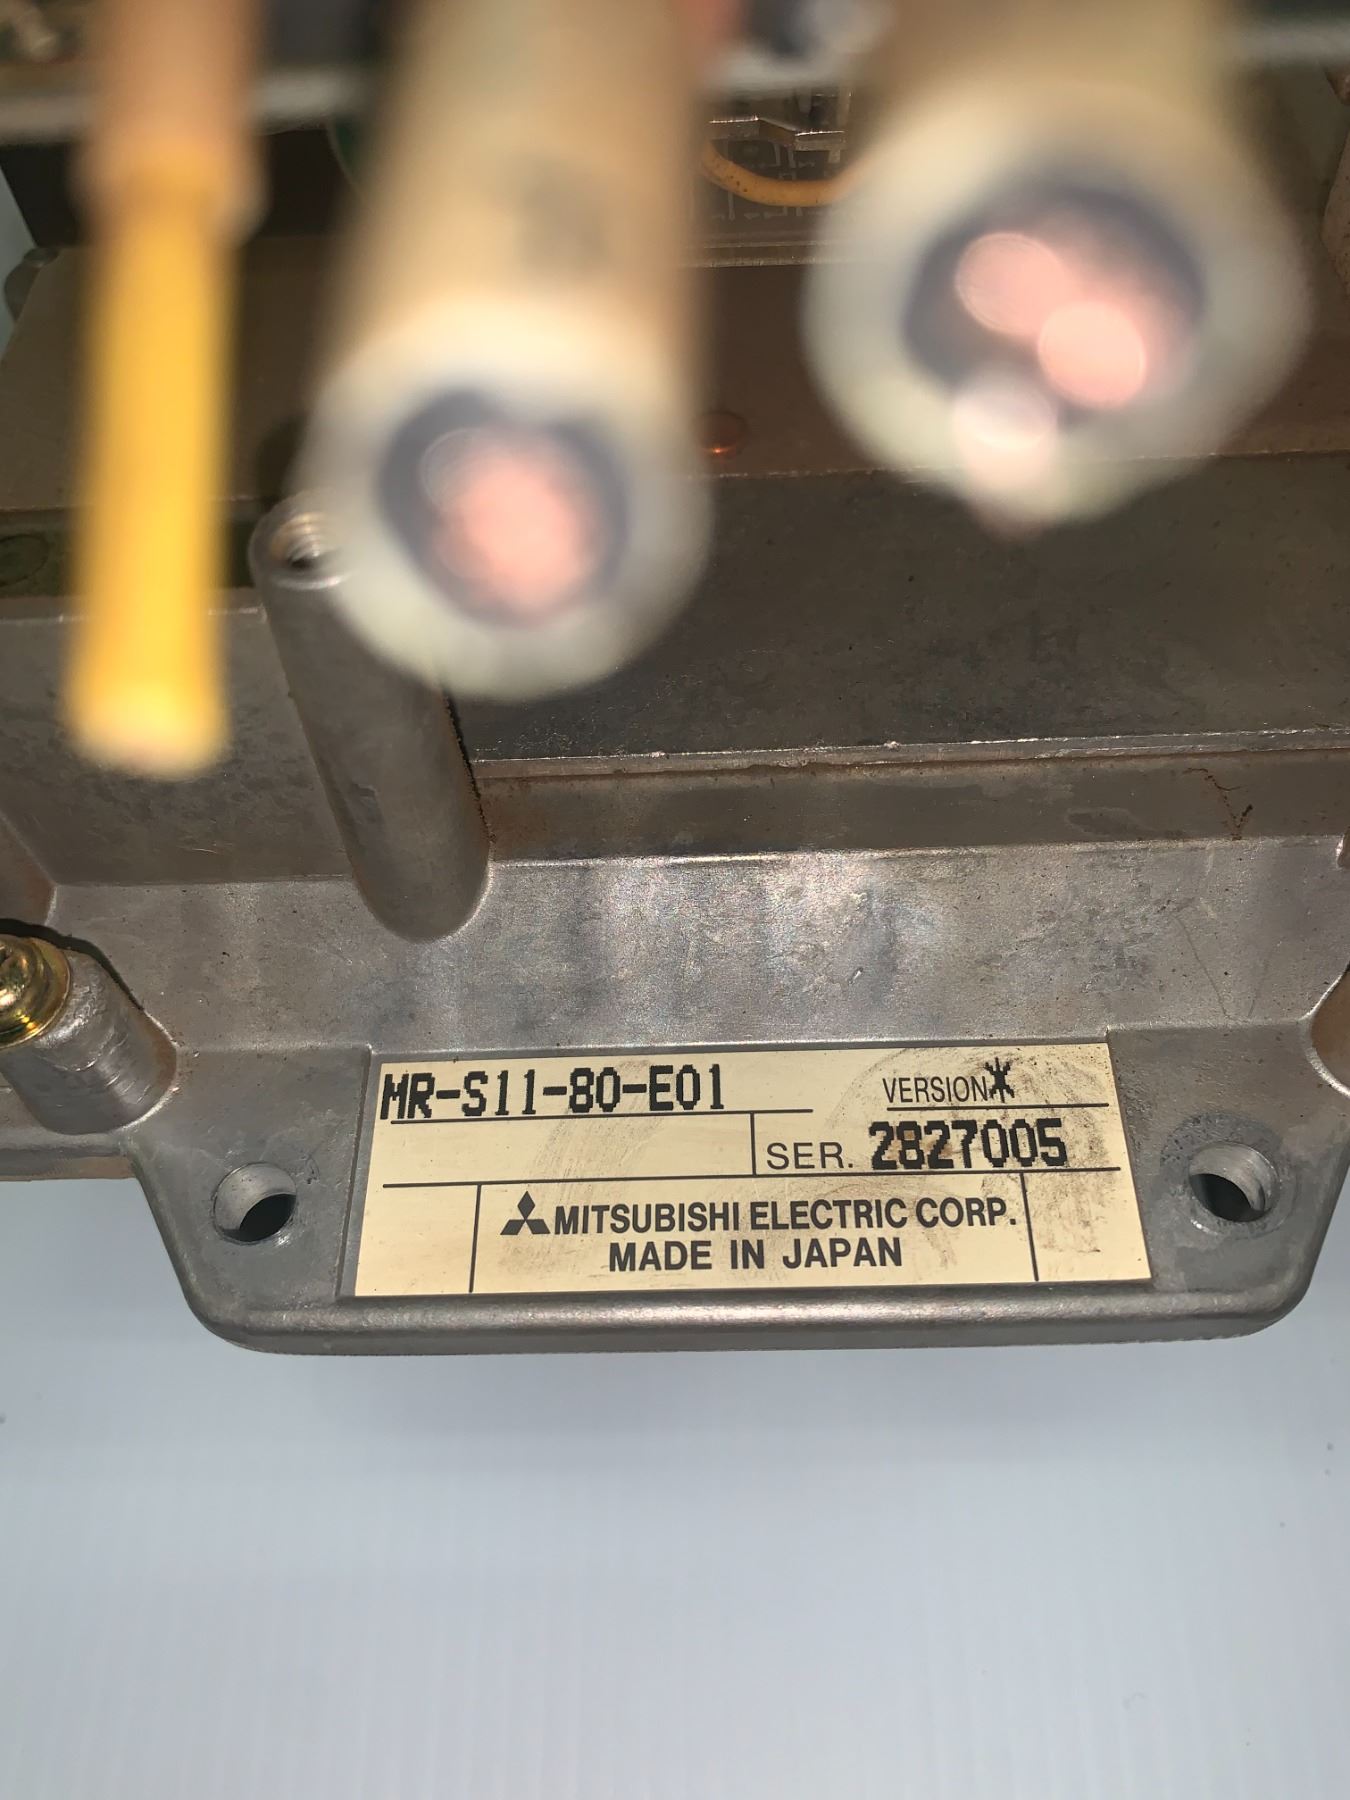 MR-S11-80-E01
VERSION *
SER. 2827005
MITSUBISHI ELECTRIC CORP.
MADE IN JAPAN